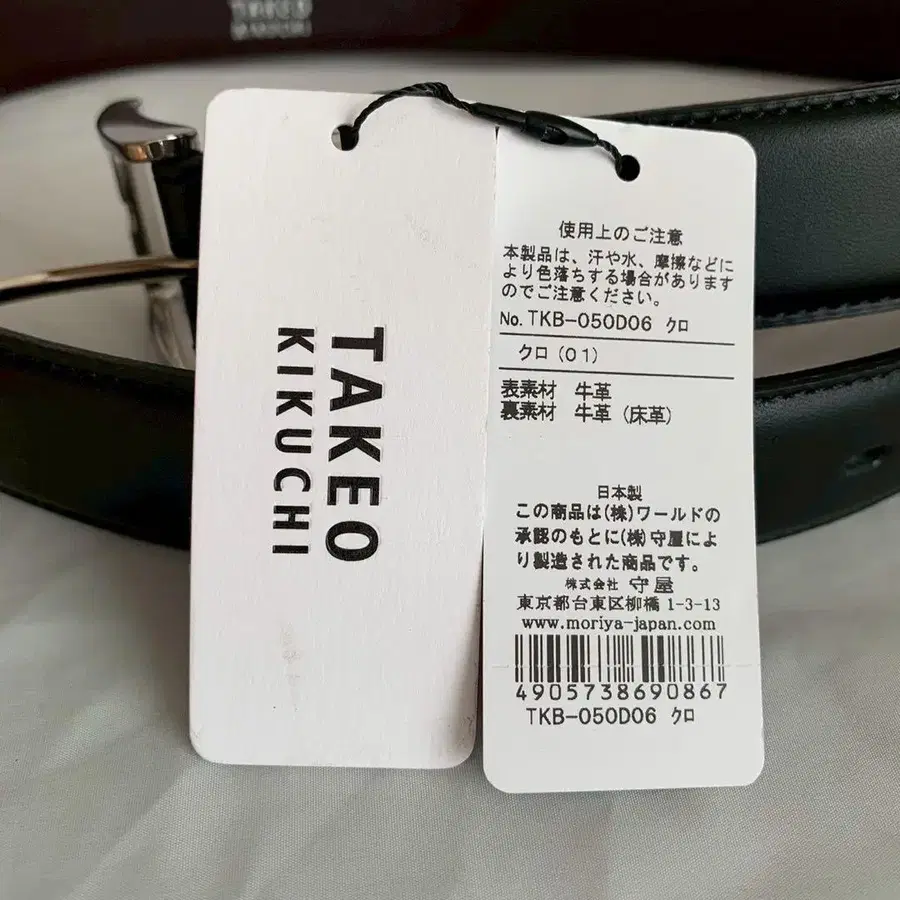 TAKEO
KIKUCHI
TAKEO
KIKUCHI
使用上のご注意
本製品は、汗や水、摩擦などに
より色落ちする場合があります
のでご注意ください。
No. TKB-050D06 クロ
クロ(01)
表素材 牛革
裏素材 牛革(床革)
日本製
この商品は(株)ワールドの
承認のもとに(株)守屋によ
り製造された商品です。
株式会社 守屋
東京都台東区柳橋 1-3-13
www.moriya-japan.com
4905738690867
TKB-050D06 クロ